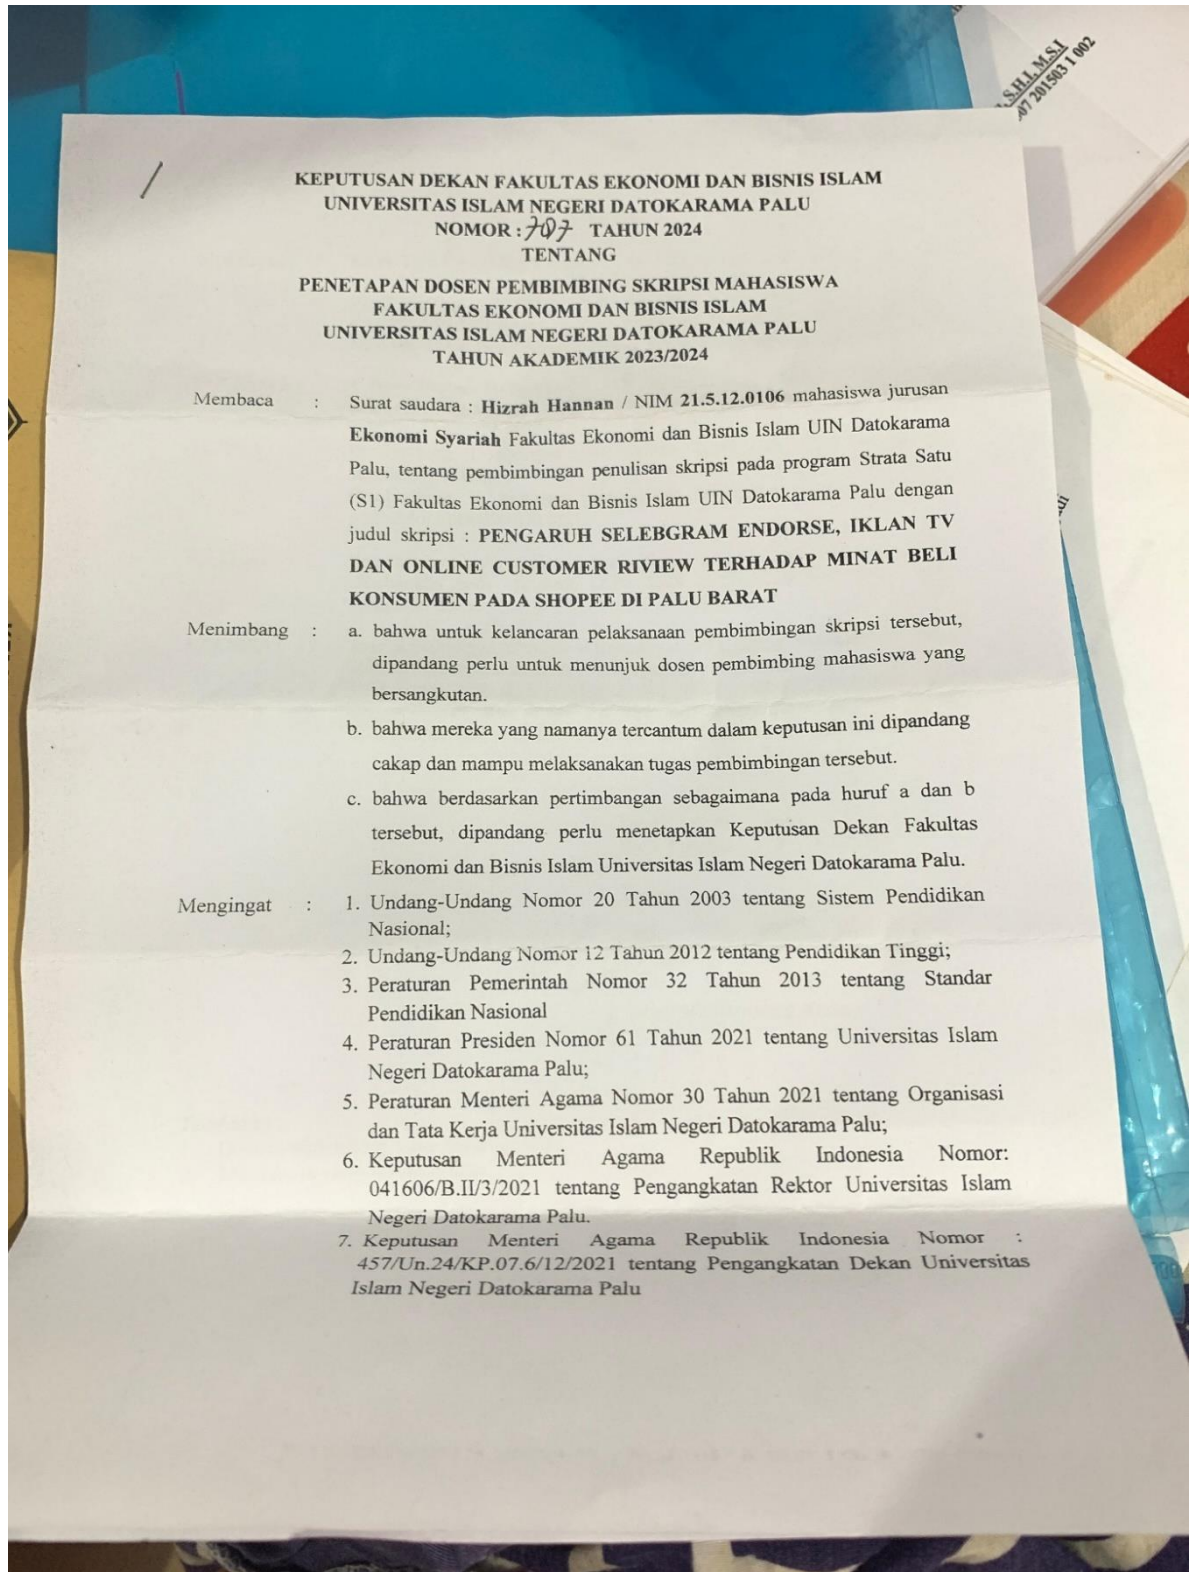 S.H.I, M.S.I
07 201503 1 002
KEPUTUSAN DEKAN FAKULTAS EKONOMI DAN BISNIS ISLAM
UNIVERSITAS ISLAM NEGERI DATOKARAMA PALU
NOMOR : 707 TAHUN 2024
TENTANG
PENETAPAN DOSEN PEMBIMBING SKRIPSI MAHASISWA
FAKULTAS EKONOMI DAN BISNIS ISLAM
UNIVERSITAS ISLAM NEGERI DATOKARAMA PALU
TAHUN AKADEMIK 2023/2024
Membaca : Surat saudara : Hizrah Hannan / NIM 21.5.12.0106 mahasiswa jurusan
Ekonomi Syariah Fakultas Ekonomi dan Bisnis Islam UIN Datokarama
Palu, tentang pembimbingan penulisan skripsi pada program Strata Satu
(S1) Fakultas Ekonomi dan Bisnis Islam UIN Datokarama Palu dengan
judul skripsi : PENGARUH SELEBGRAM ENDORSE, IKLAN TV
DAN ONLINE CUSTOMER RIVIEW TERHADAP MINAT BELI
KONSUMEN PADA SHOPEE DI PALU BARAT
Menimbang : a. bahwa untuk kelancaran pelaksanaan pembimbingan skripsi tersebut,
dipandang perlu untuk menunjuk dosen pembimbing mahasiswa yang
bersangkutan.
b. bahwa mereka yang namanya tercantum dalam keputusan ini dipandang
cakap dan mampu melaksanakan tugas pembimbingan tersebut.
c. bahwa berdasarkan pertimbangan sebagaimana pada huruf a dan b
tersebut, dipandang perlu menetapkan Keputusan Dekan Fakultas
Ekonomi dan Bisnis Islam Universitas Islam Negeri Datokarama Palu.
Mengingat : 1. Undang-Undang Nomor 20 Tahun 2003 tentang Sistem Pendidikan
Nasional;
2. Undang-Undang Nomor 12 Tahun 2012 tentang Pendidikan Tinggi;
3. Peraturan Pemerintah Nomor 32 Tahun 2013 tentang Standar
Pendidikan Nasional
4. Peraturan Presiden Nomor 61 Tahun 2021 tentang Universitas Islam
Negeri Datokarama Palu;
5. Peraturan Menteri Agama Nomor 30 Tahun 2021 tentang Organisasi
dan Tata Kerja Universitas Islam Negeri Datokarama Palu;
6. Keputusan Menteri Agama Republik Indonesia Nomor:
041606/B.II/3/2021 tentang Pengangkatan Rektor Universitas Islam
Negeri Datokarama Palu.
7. Keputusan Menteri Agama Republik Indonesia Nomor :
457/Un.24/KP.07.6/12/2021 tentang Pengangkatan Dekan Universitas
Islam Negeri Datokarama Palu